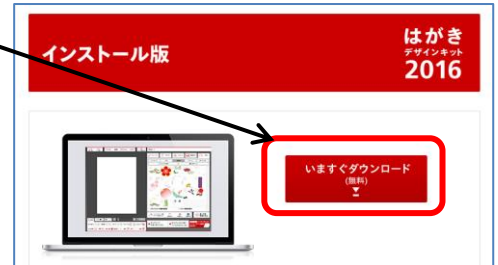 インストール版
はがき
デザインキット
2016
いますぐダウンロード
(無料)